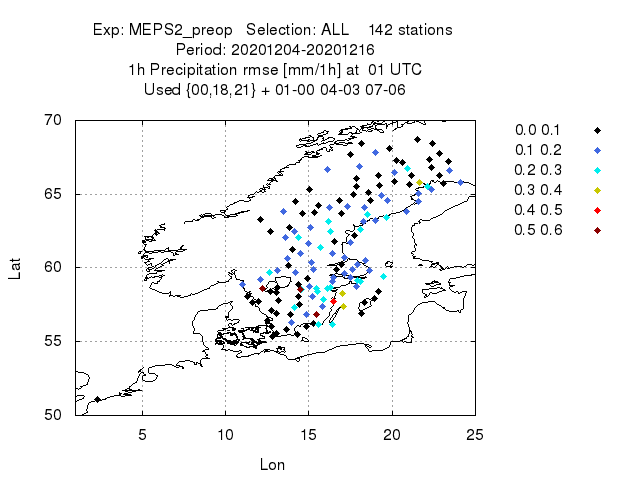 Exp: MEPS2_preop   Selection: ALL    142 stations
Period: 20201204-20201216
1h Precipitation rmse [mm/1h] at  01 UTC
Used {00,18,21} + 01-00 04-03 07-06
70
65
60
55
50
Lat
5
10
15
20
25
Lon
0.0 0.1
0.1 0.2
0.2 0.3
0.3 0.4
0.4 0.5
0.5 0.6